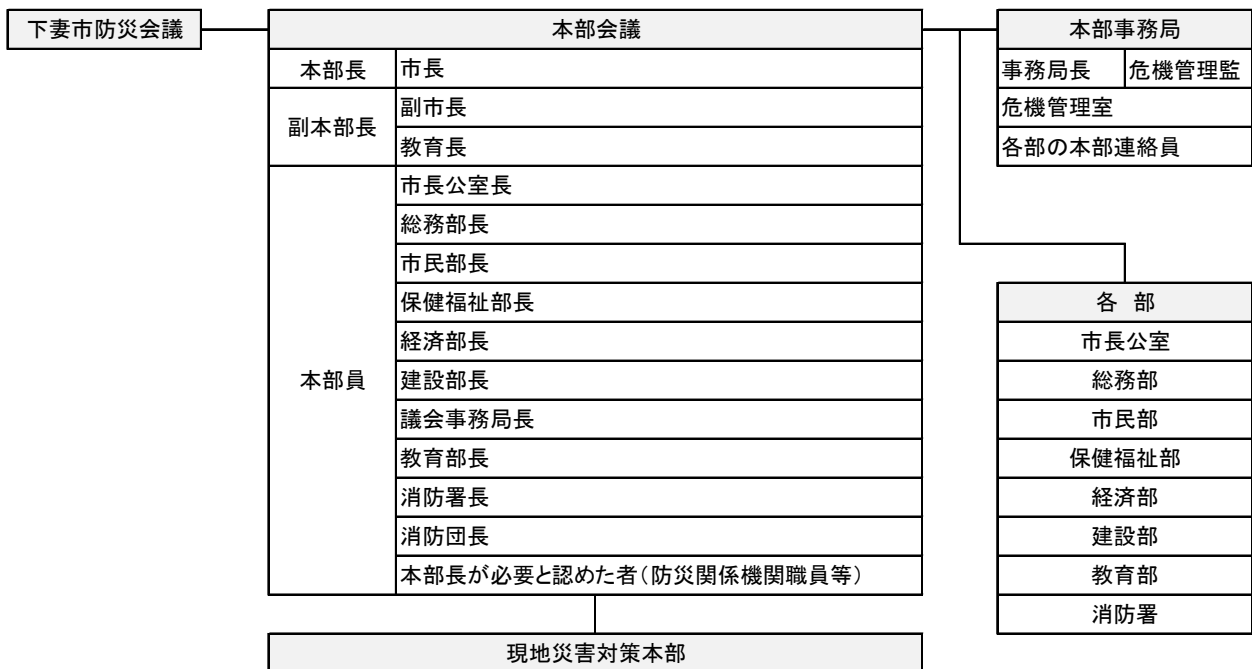 下妻市防災会議
本部会議
本部長
市長
副本部長
副市長
教育長
本部員
市長公室長
総務部長
市民部長
保健福祉部長
経済部長
建設部長
議会事務局長
教育部長
消防署長
消防団長
本部長が必要と認めた者(防災関係機関職員等)
現地災害対策本部
本部事務局
事務局長
危機管理監
危機管理室
各部の本部連絡員
各 部
市長公室
総務部
市民部
保健福祉部
経済部
建設部
教育部
消防署